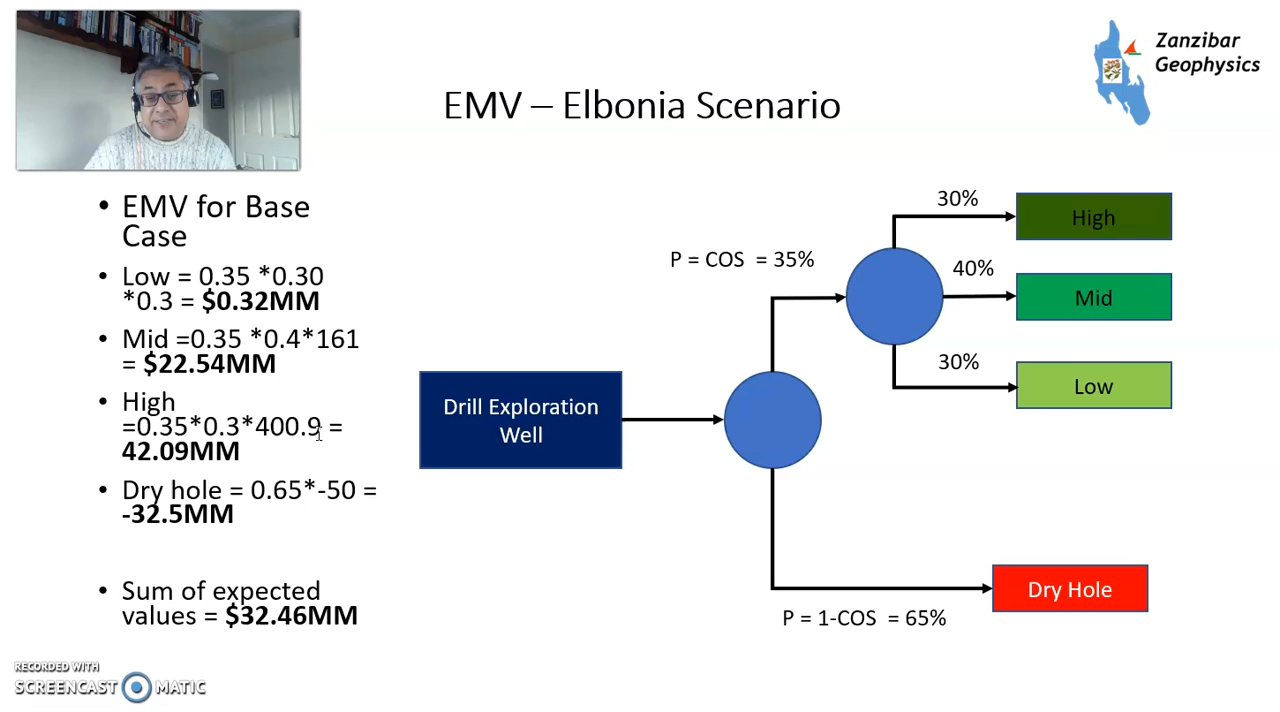 Zanzibar
Geophysics
EMV – Elbonia Scenario
• EMV for Base
Case
• Low = 0.35 *0.30
*0.3 = $0.32MM
• Mid =0.35 *0.4*161
= $22.54MM
• High
=0.35*0.3*400.9 =
42.09MM
• Dry hole = 0.65*-50 =
-32.5MM
• Sum of expected
values = $32.46MM
Drill Exploration
Well
P = COS = 35%
30%
High
40%
Mid
30%
Low
Dry Hole
P = 1-COS = 65%
RECORDED WITH
SCREENCAST MATIC